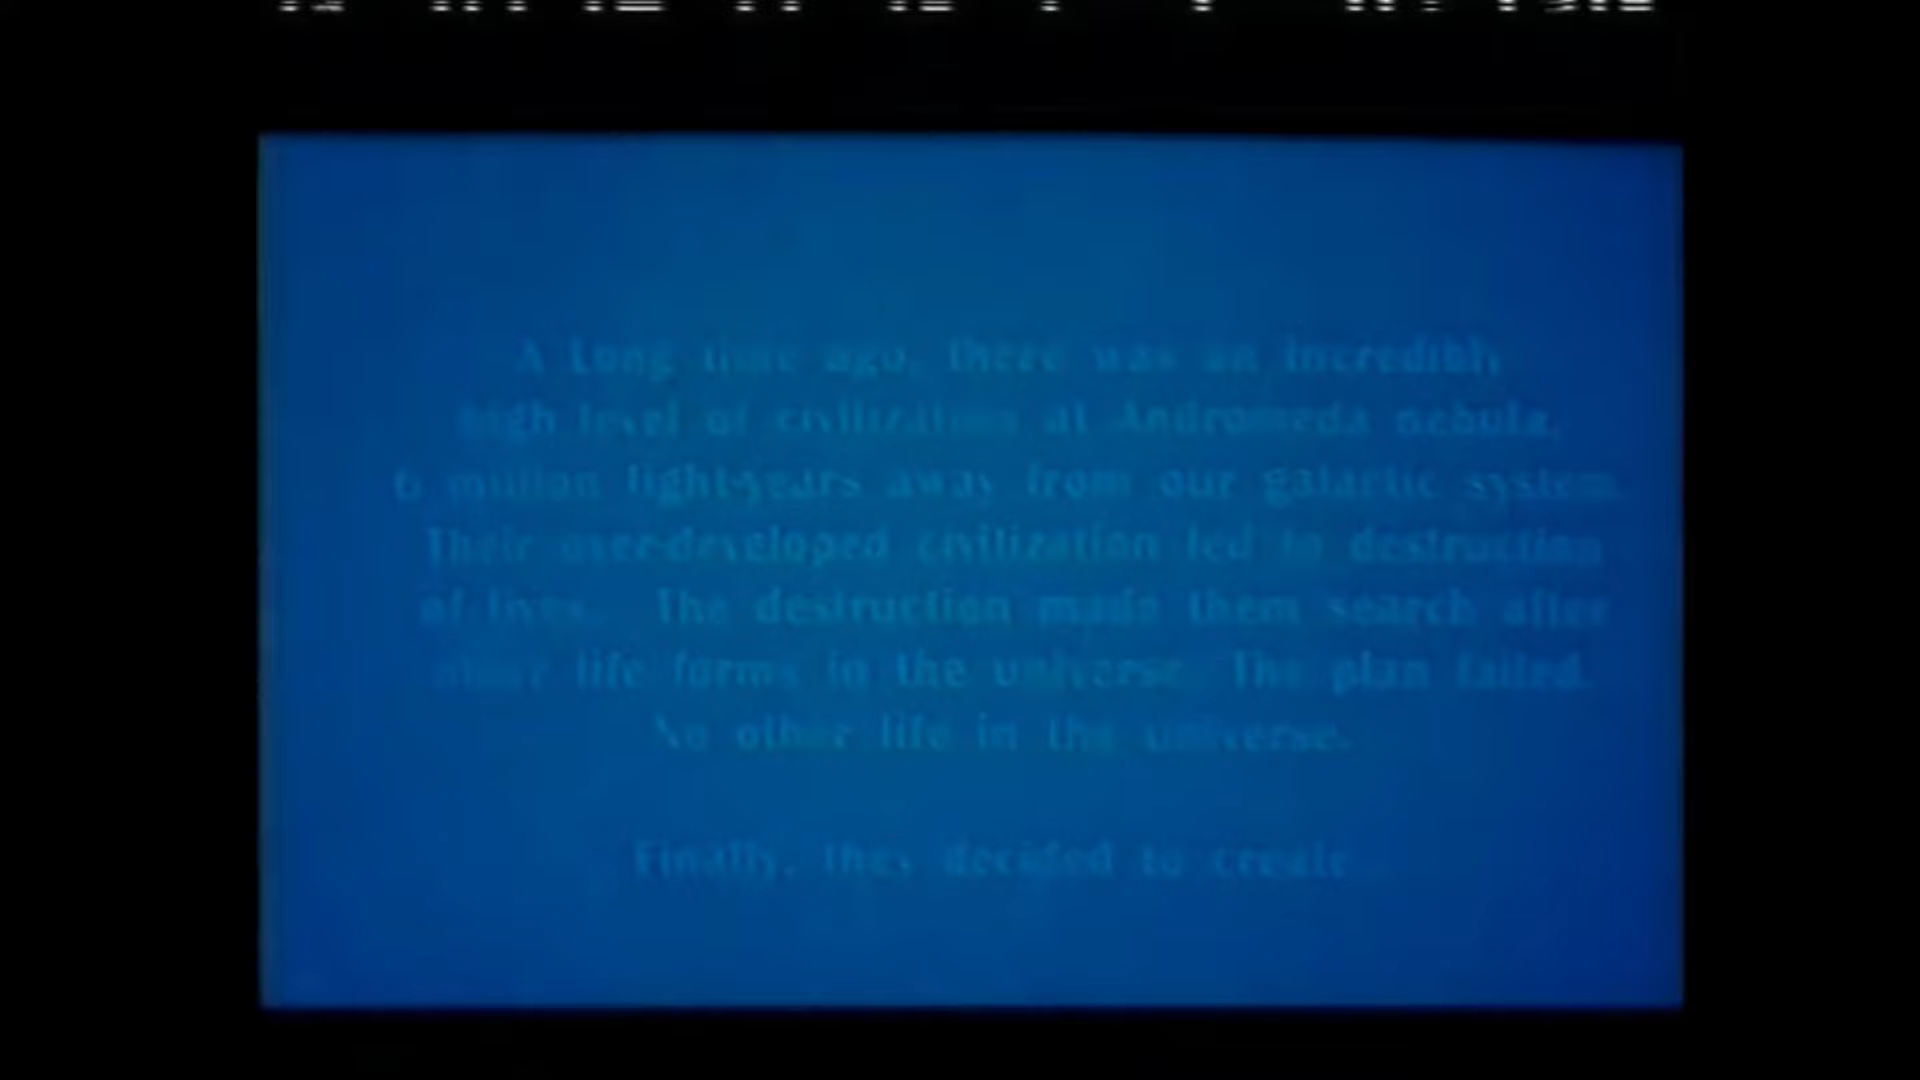 A Long time ago, there was an incredibly
high level of civilization at Andromeda nebula,
6 million light-years away from our galactic system.
Their over-developed civilization led to destruction
of lives. The destruction made them search after
other life forms in the universe. The plan failed.
No other life in the universe.
Finally, they decided to create